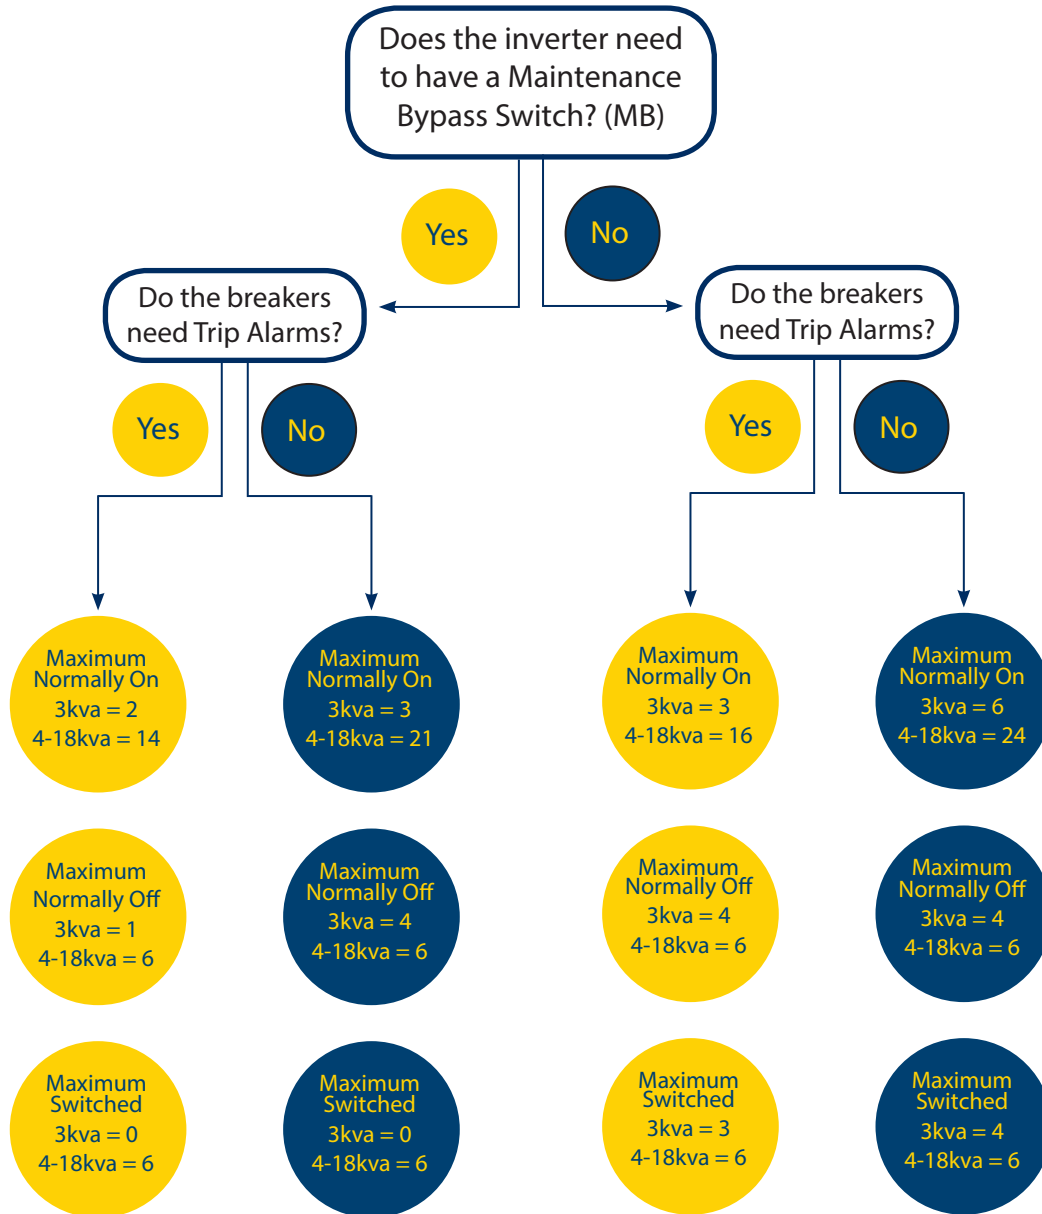 Does the inverter need
to have a Maintenance
Bypass Switch? (MB)
Yes
No
Do the breakers
need Trip Alarms?
Do the breakers
need Trip Alarms?
Yes
No
Yes
No
Maximum
Normally On
3kva = 2
4-18kva = 14
Maximum
Normally On
3kva = 3
4-18kva = 21
Maximum
Normally On
3kva = 3
4-18kva = 16
Maximum
Normally On
3kva = 6
4-18kva = 24
Maximum
Normally Off
3kva = 1
4-18kva = 6
Maximum
Normally Off
3kva = 4
4-18kva = 6
Maximum
Normally Off
3kva = 4
4-18kva = 6
Maximum
Normally Off
3kva = 4
4-18kva = 6
Maximum
Switched
3kva = 0
4-18kva = 6
Maximum
Switched
3kva = 0
4-18kva = 6
Maximum
Switched
3kva = 3
4-18kva = 6
Maximum
Switched
3kva = 4
4-18kva = 6